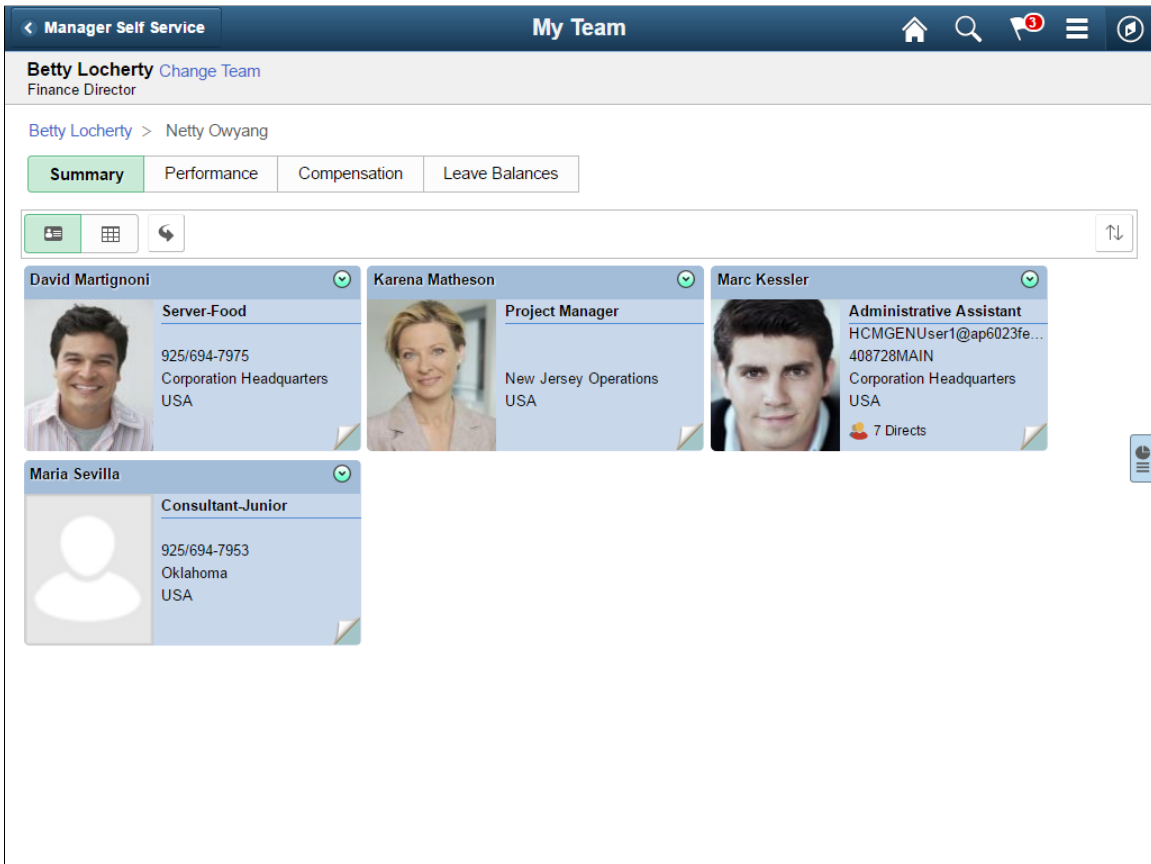 Manager Self Service
My Team
3
Betty Locherty Change Team
Finance Director
Betty Locherty > Netty Owyang
Summary
Performance
Compensation
Leave Balances
David Martignoni
Server-Food
925/694-7975
Corporation Headquarters
USA
Karena Matheson
Project Manager
New Jersey Operations
USA
Marc Kessler
Administrative Assistant
HCMGENUser1@ap6023fe...
408728MAIN
Corporation Headquarters
USA
7 Directs
Maria Sevilla
Consultant-Junior
925/694-7953
Oklahoma
USA